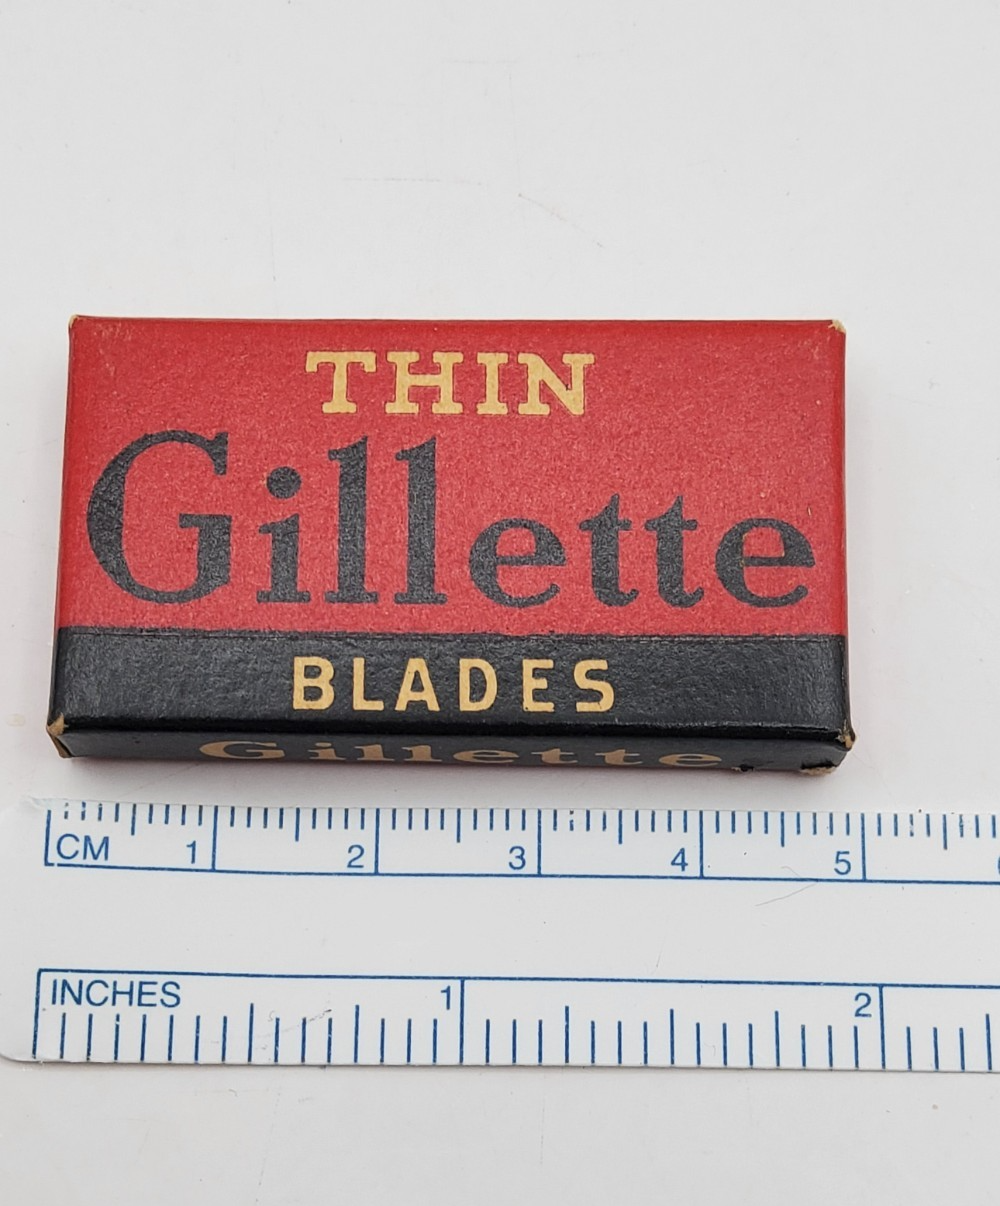 THIN
Gillette
BLADES
Gillette
CM 1 2 3 4 5
INCHES 1 2